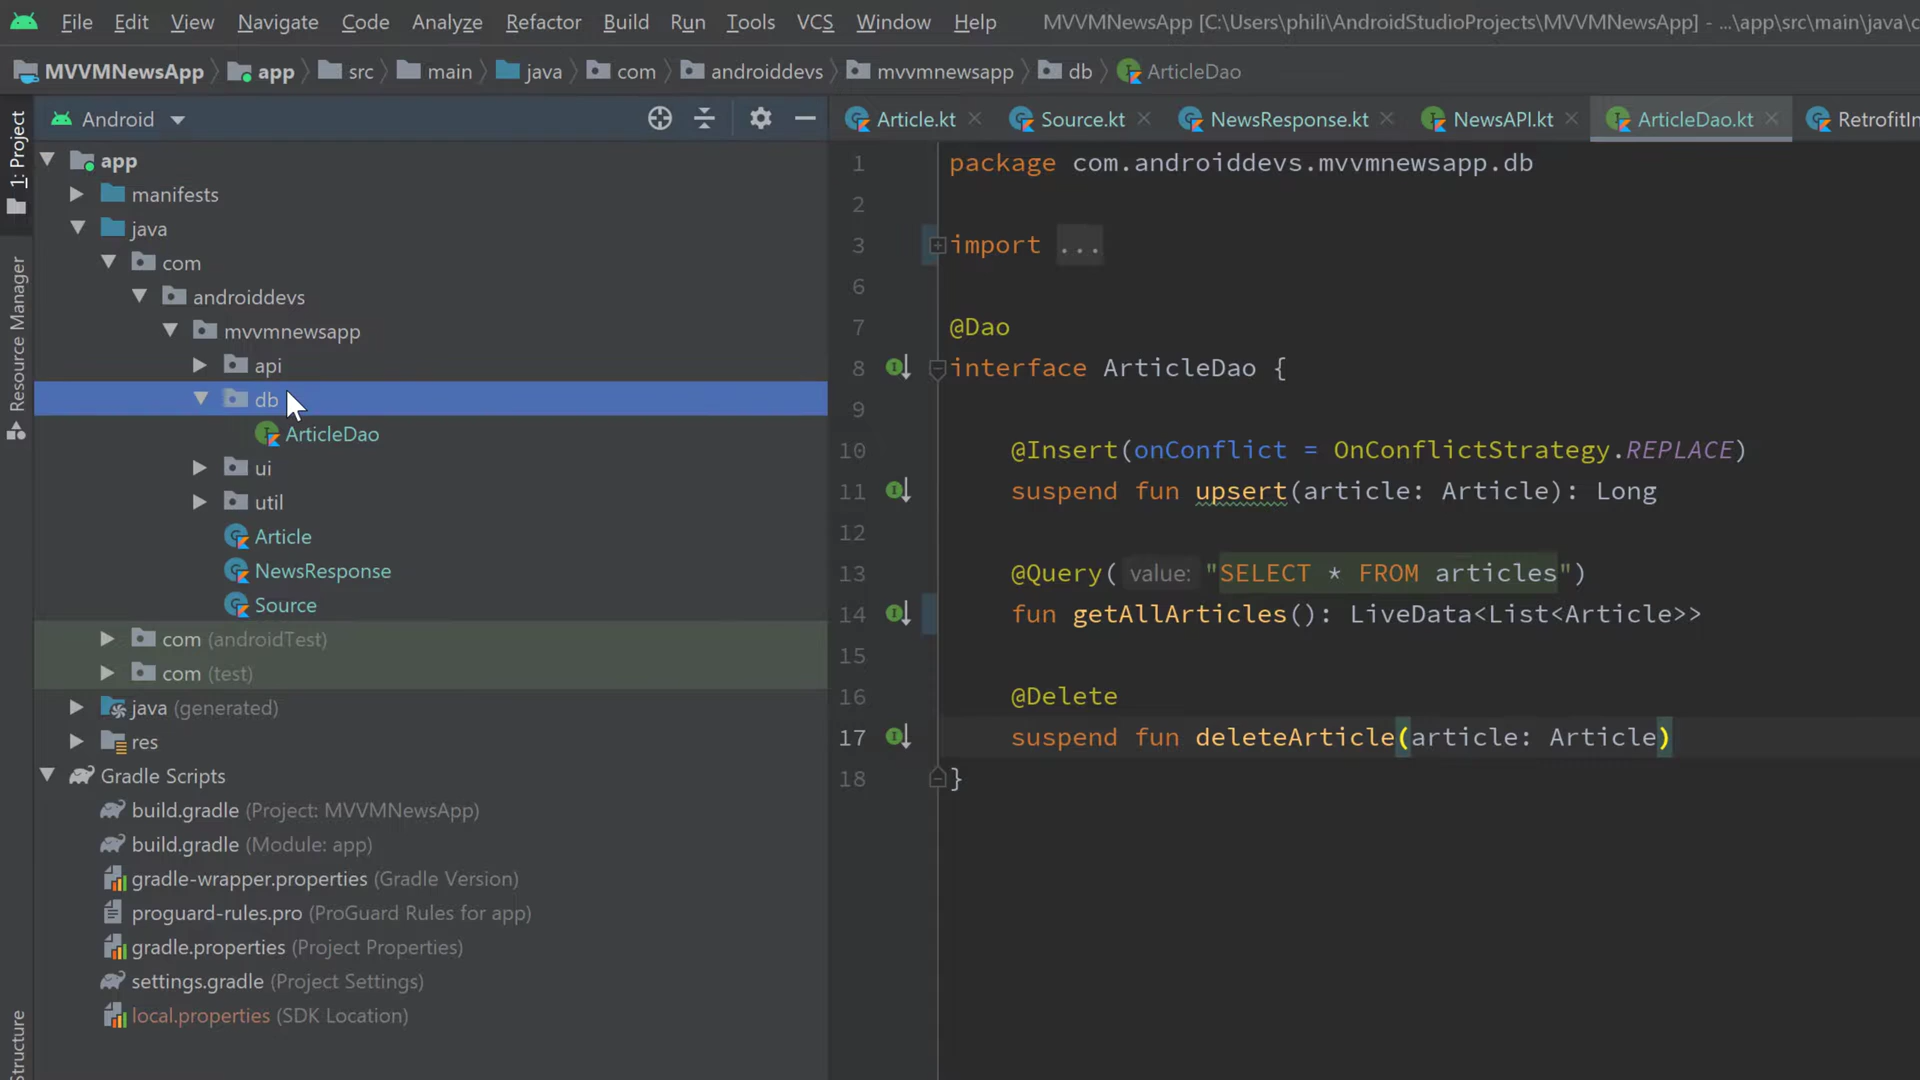 File Edit View Navigate Code Analyze Refactor Build Run Tools VCS Window Help MVVMNewsApp [C:\Users\phili\AndroidStudioProjects\MVVMNewsApp] - ...\app\src\main\java\c
MVVMNewsApp app src main java com androiddevs mvvmnewsapp db ArticleDao
1: Project
Resource Manager
Structure
Android
app
manifests
java
com
androiddevs
mvvmnewsapp
api
db
ArticleDao
ui
util
Article
NewsResponse
Source
com (androidTest)
com (test)
java (generated)
res
Gradle Scripts
build.gradle (Project: MVVMNewsApp)
build.gradle (Module: app)
gradle-wrapper.properties (Gradle Version)
proguard-rules.pro (ProGuard Rules for app)
gradle.properties (Project Properties)
settings.gradle (Project Settings)
local.properties (SDK Location)
Article.kt Source.kt NewsResponse.kt NewsAPI.kt ArticleDao.kt RetrofitIn
1 package com.androiddevs.mvvmnewsapp.db
2
3 import ...
6
7 @Dao
8 interface ArticleDao {
9
10 @Insert(onConflict = OnConflictStrategy.REPLACE)
11 suspend fun upsert(article: Article): Long
12
13 @Query( value: "SELECT * FROM articles")
14 fun getAllArticles(): LiveData<List<Article>>
15
16 @Delete
17 suspend fun deleteArticle(article: Article)
18 }